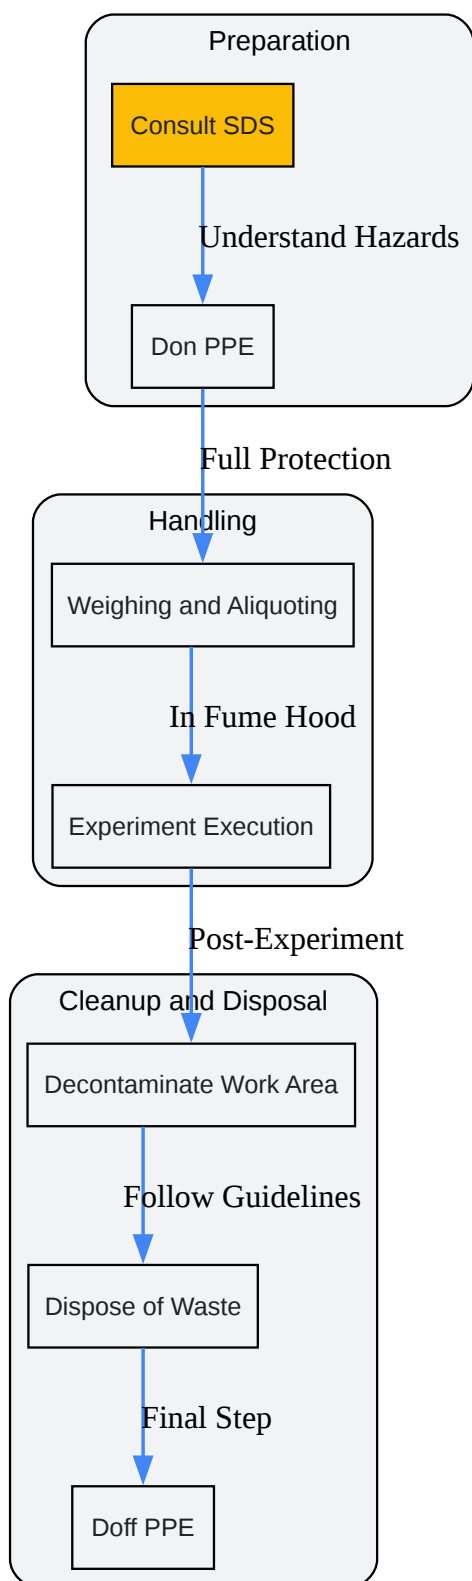 Preparation
Consult SDS
Understand Hazards
Don PPE
Full Protection
Handling
Weighing and Aliquoting
In Fume Hood
Experiment Execution
Post-Experiment
Cleanup and Disposal
Decontaminate Work Area
Follow Guidelines
Dispose of Waste
Final Step
Doff PPE